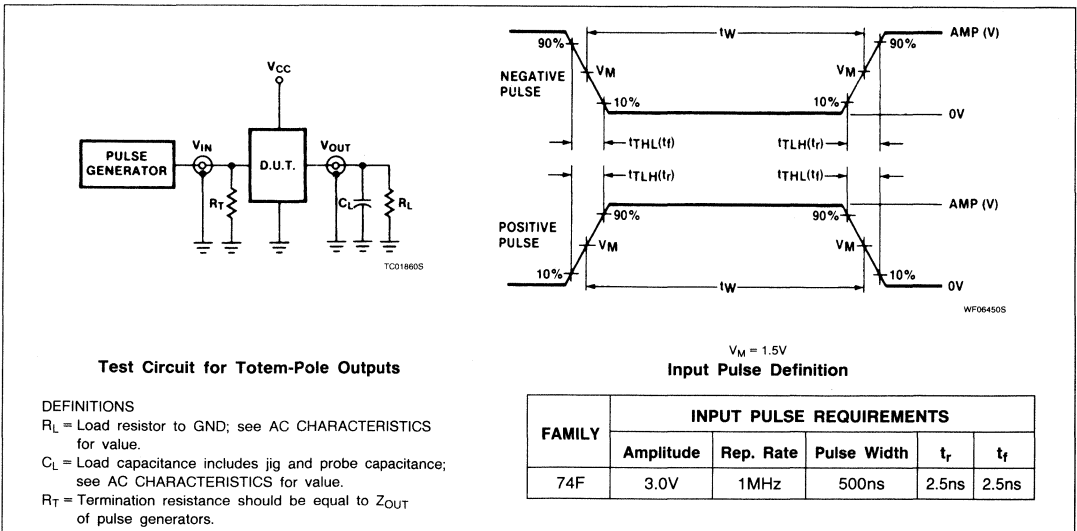 VCC
PULSE
GENERATOR
VIN
D.U.T.
VOUT
RT
CL
RL
TC01860S
Test Circuit for Totem-Pole Outputs
DEFINITIONS
RL = Load resistor to GND; see AC CHARACTERISTICS
for value.
CL = Load capacitance includes jig and probe capacitance;
see AC CHARACTERISTICS for value.
RT = Termination resistance should be equal to ZOUT
of pulse generators.
NEGATIVE
PULSE
90%
VM
10%
tW
10%
VM
90%
AMP (V)
0V
tTHL(tf)
tTLH(tr)
tTLH(tr)
tTHL(tf)
POSITIVE
PULSE
10%
VM
90%
tW
90%
VM
10%
AMP (V)
0V
WF06450S
VM = 1.5V
Input Pulse Definition
FAMILY
INPUT PULSE REQUIREMENTS
Amplitude Rep. Rate Pulse Width tr tf
74F 3.0V 1MHz 500ns 2.5ns 2.5ns